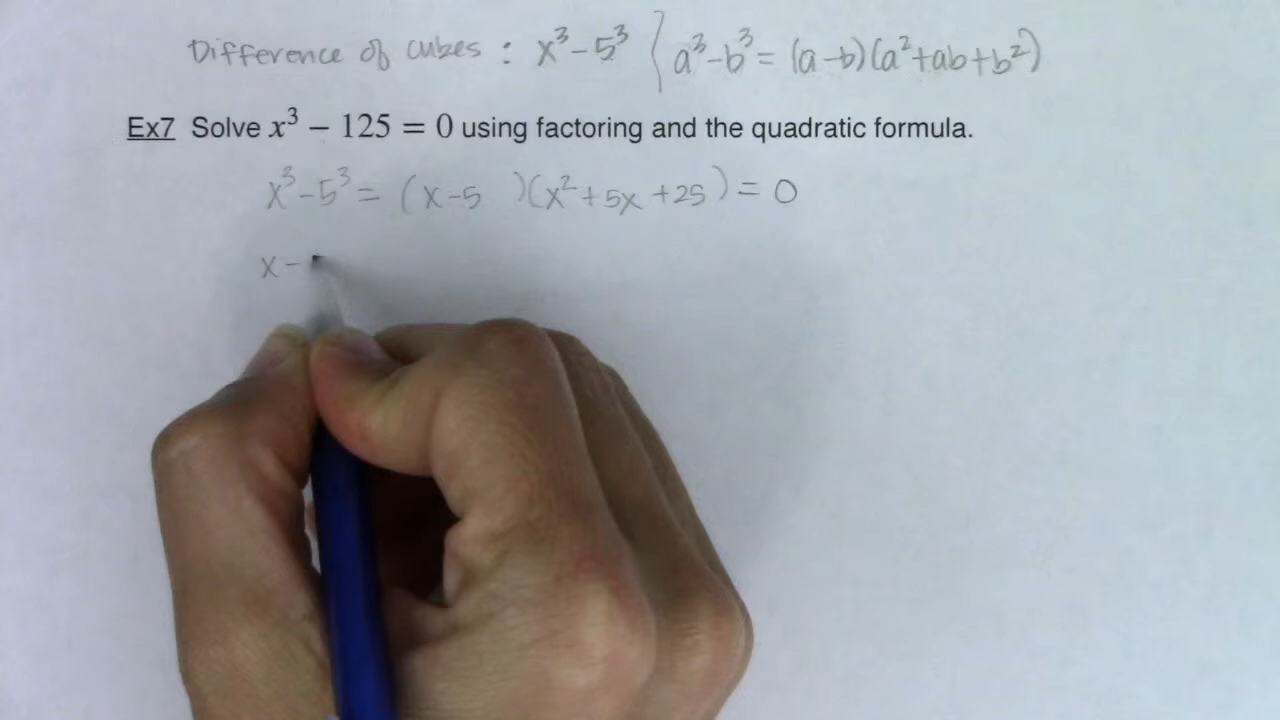 Difference of cubes : x³ - 5³ { a³ - b³ = (a - b)(a² + ab + b²)
Ex7 Solve x³ − 125 = 0 using factoring and the quadratic formula.
x³ - 5³ = (x - 5 )(x² + 5x + 25 ) = 0
x -